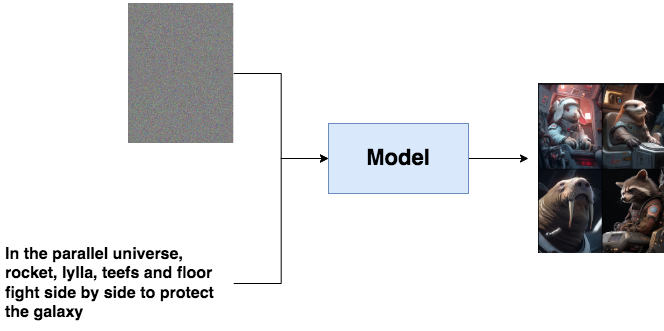 Model
In the parallel universe,
rocket, lylla, teefs and floor
fight side by side to protect
the galaxy